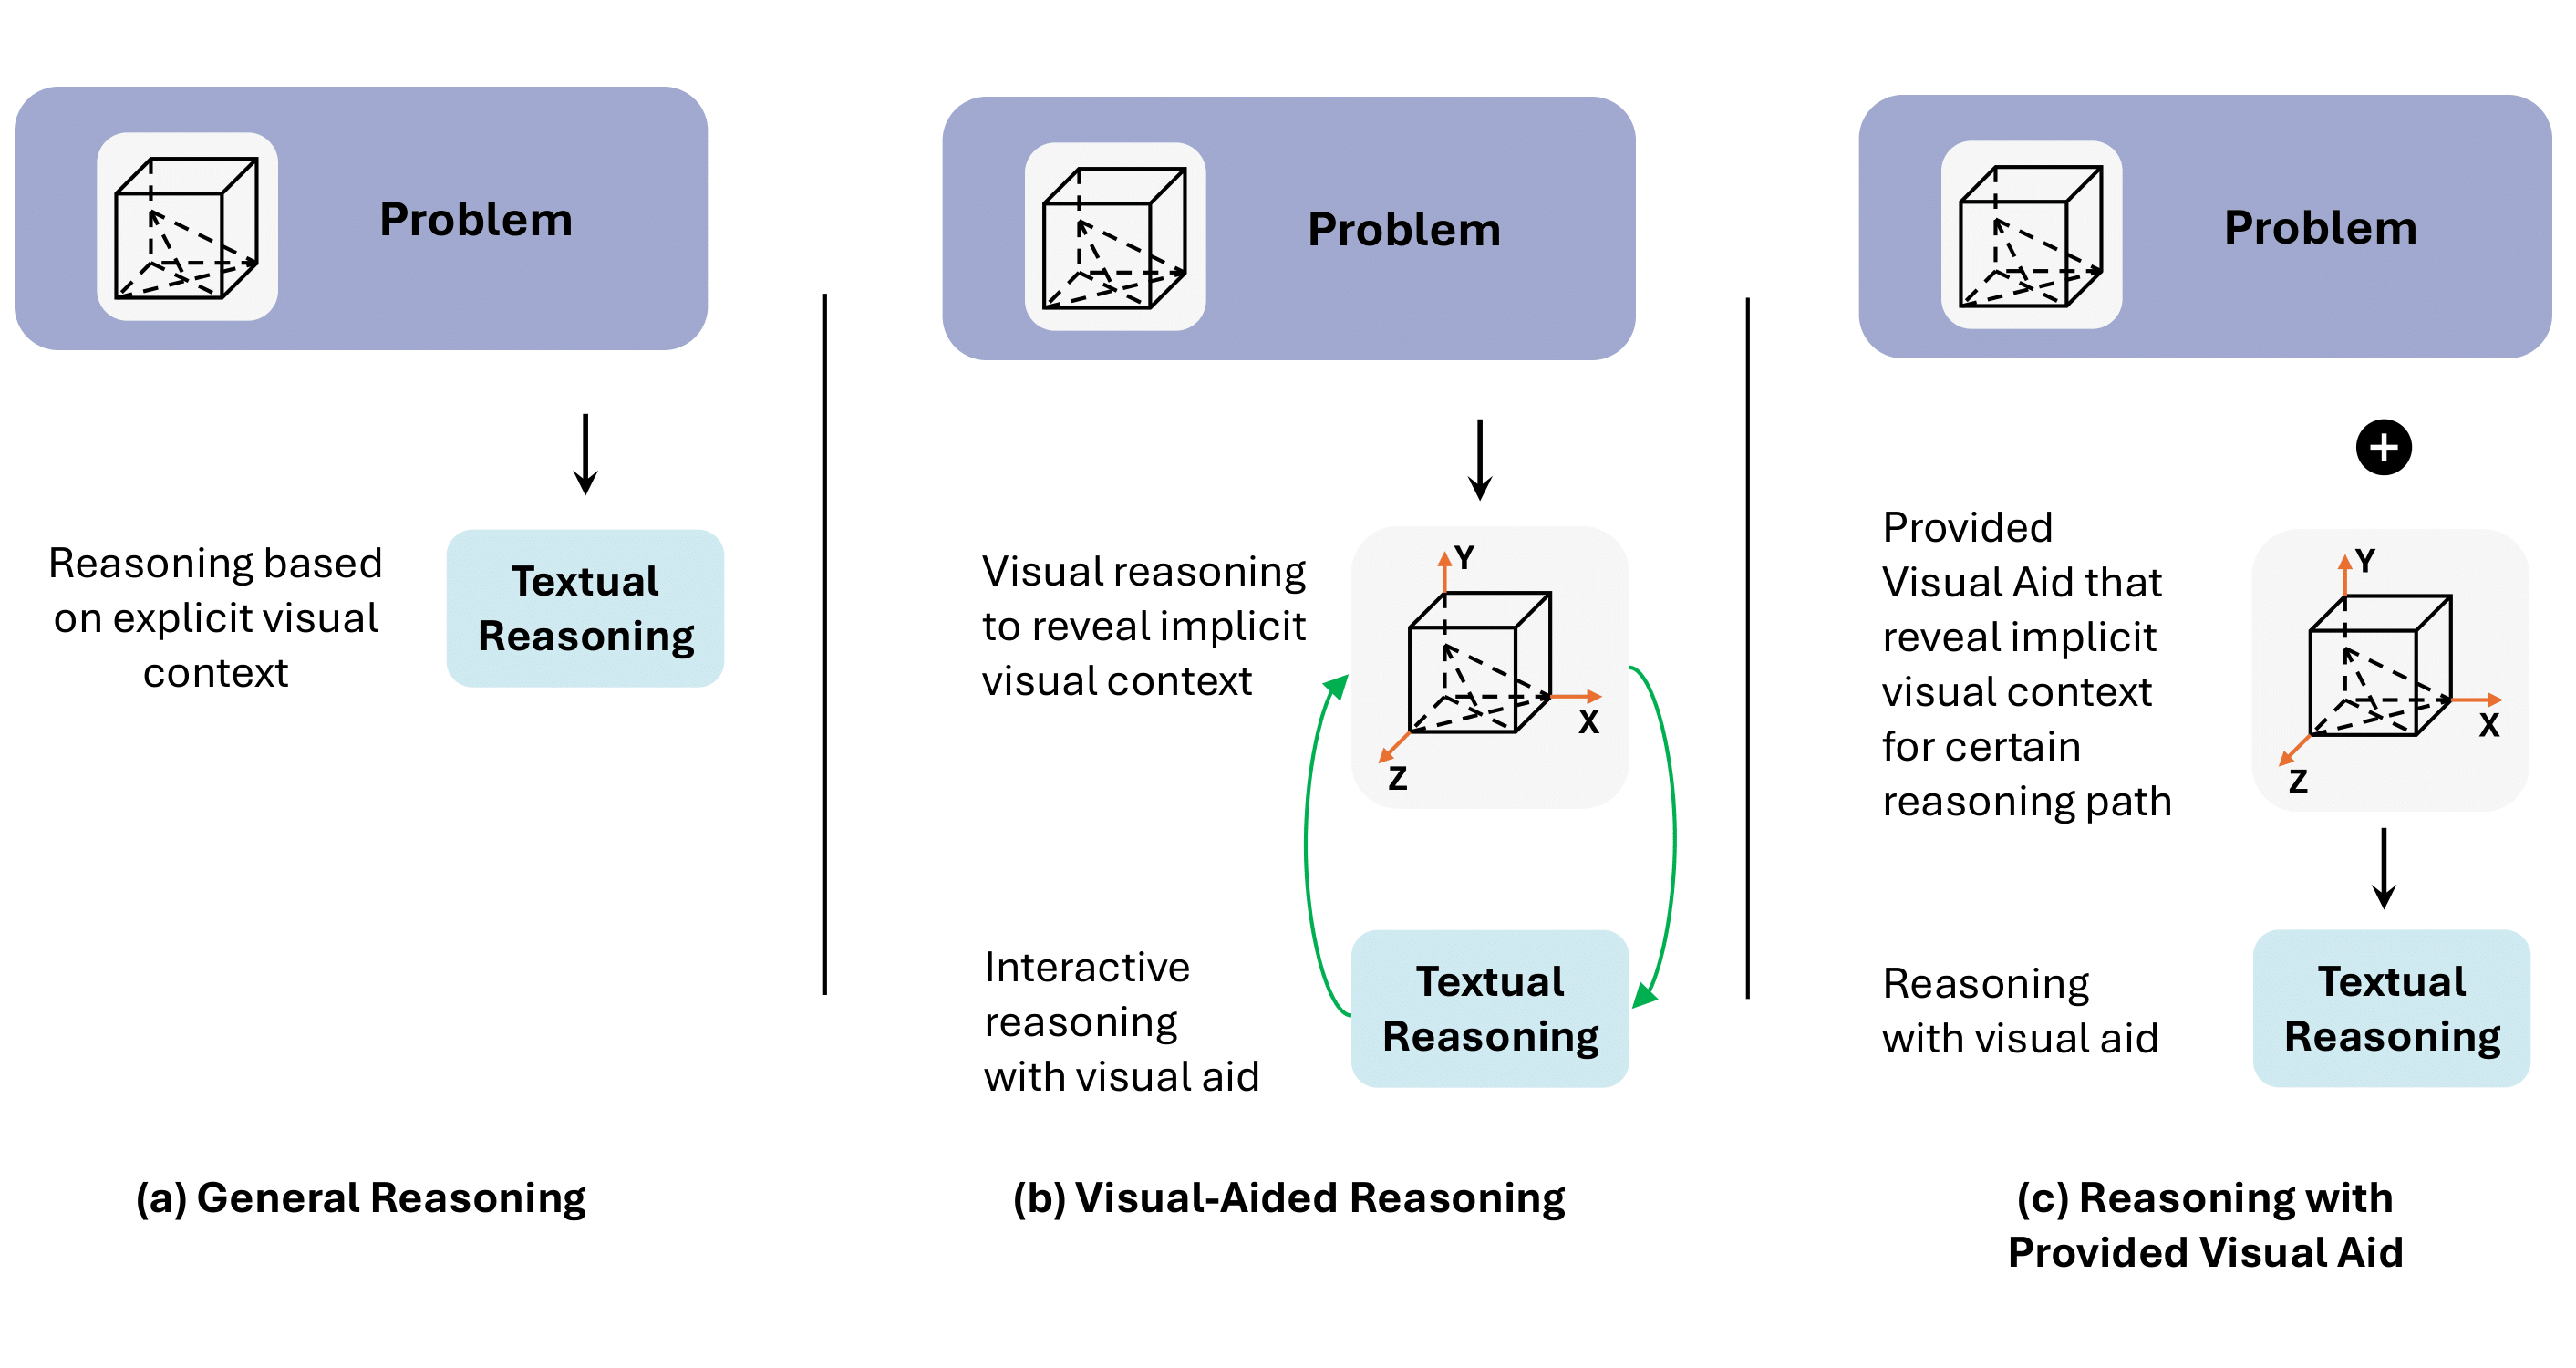 Problem
Reasoning based
on explicit visual
context
Textual
Reasoning
(a) General Reasoning
Problem
Visual reasoning
to reveal implicit
visual context
Y
X
Z
Interactive
reasoning
with visual aid
Textual
Reasoning
(b) Visual-Aided Reasoning
Problem
+
Provided
Visual Aid that
reveal implicit
visual context
for certain
reasoning path
Y
X
Z
Reasoning
with visual aid
Textual
Reasoning
(c) Reasoning with
Provided Visual Aid